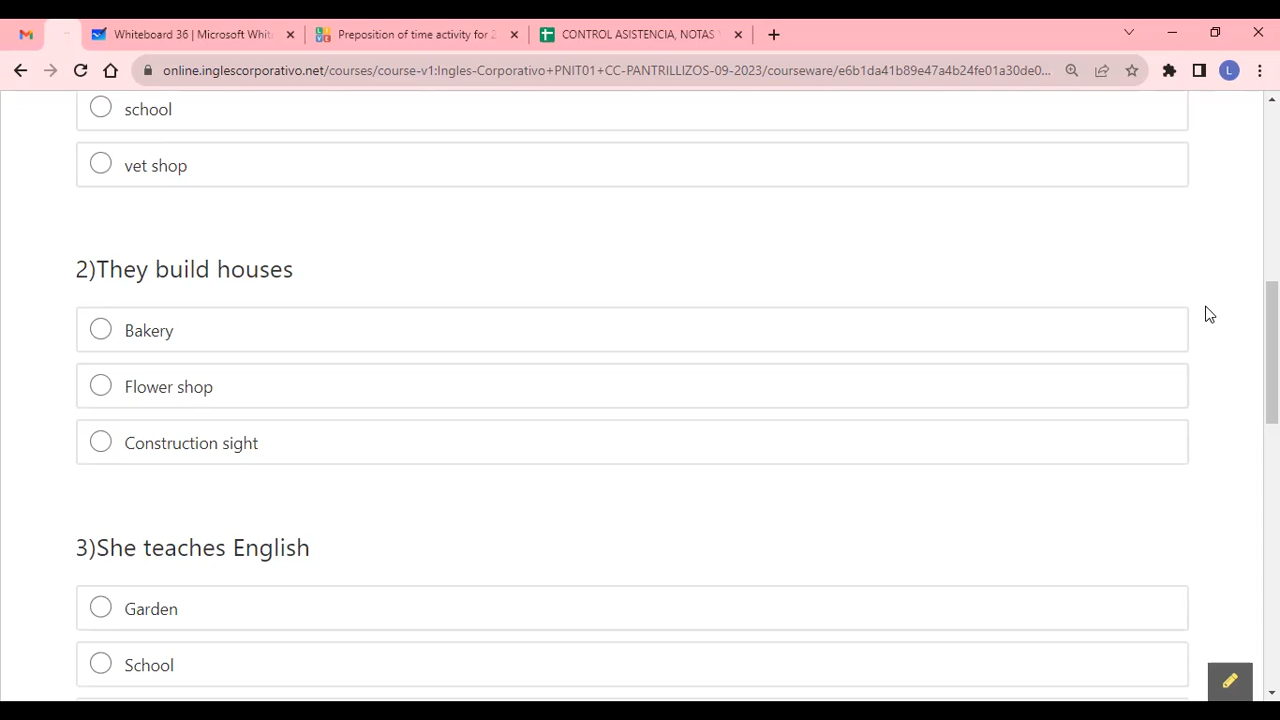 Whiteboard 36 | Microsoft White
Preposition of time activity for 2
CONTROL ASISTENCIA, NOTAS
online.inglescorporativo.net/courses/course-v1:Ingles-Corporativo+PNIT01+CC-PANTRILLIZOS-09-2023/courseware/e6b1da41b89e47a4b24fe01a30de0...
L
school
vet shop
2)They build houses
Bakery
Flower shop
Construction sight
3)She teaches English
Garden
School